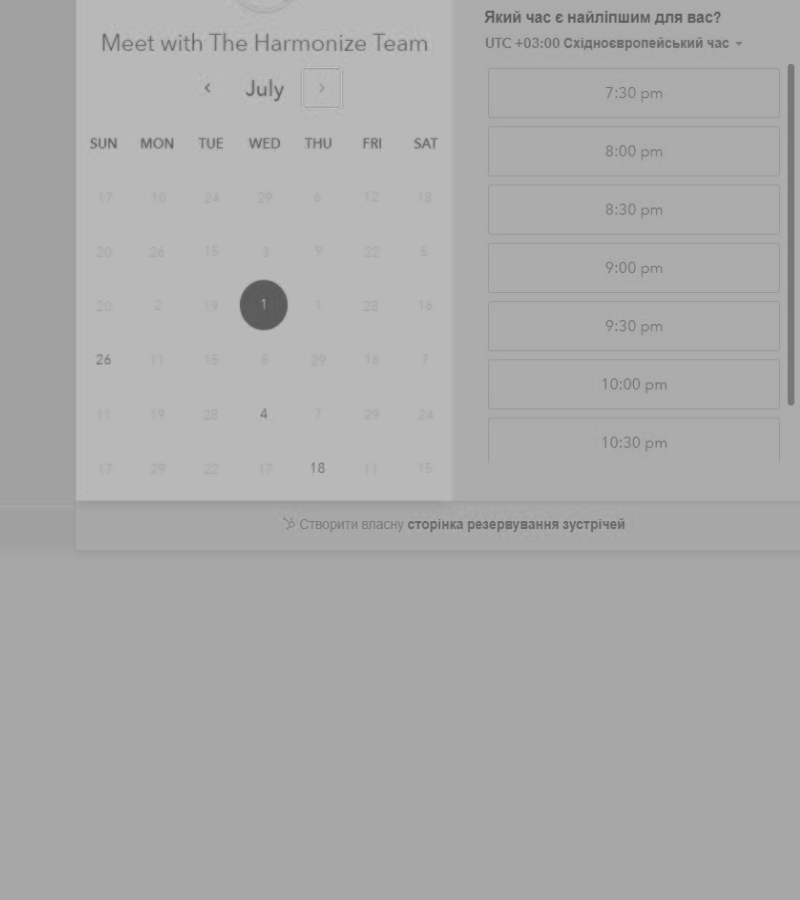 Meet with The Harmonize Team
July
SUN MON TUE WED THU FRI SAT
17 10 24 29 6 12 18
20 26 15 3 9 22 5
20 2 19 1 1 28 16
26 11 15 8 29 16 7
11 19 28 4 7 29 24
17 29 22 17 18 11 15
Який час є найліпшим для вас?
UTC +03:00 Східноєвропейський час
7:30 pm
8:00 pm
8:30 pm
9:00 pm
9:30 pm
10:00 pm
10:30 pm
Створити власну сторінка резервування зустрічей